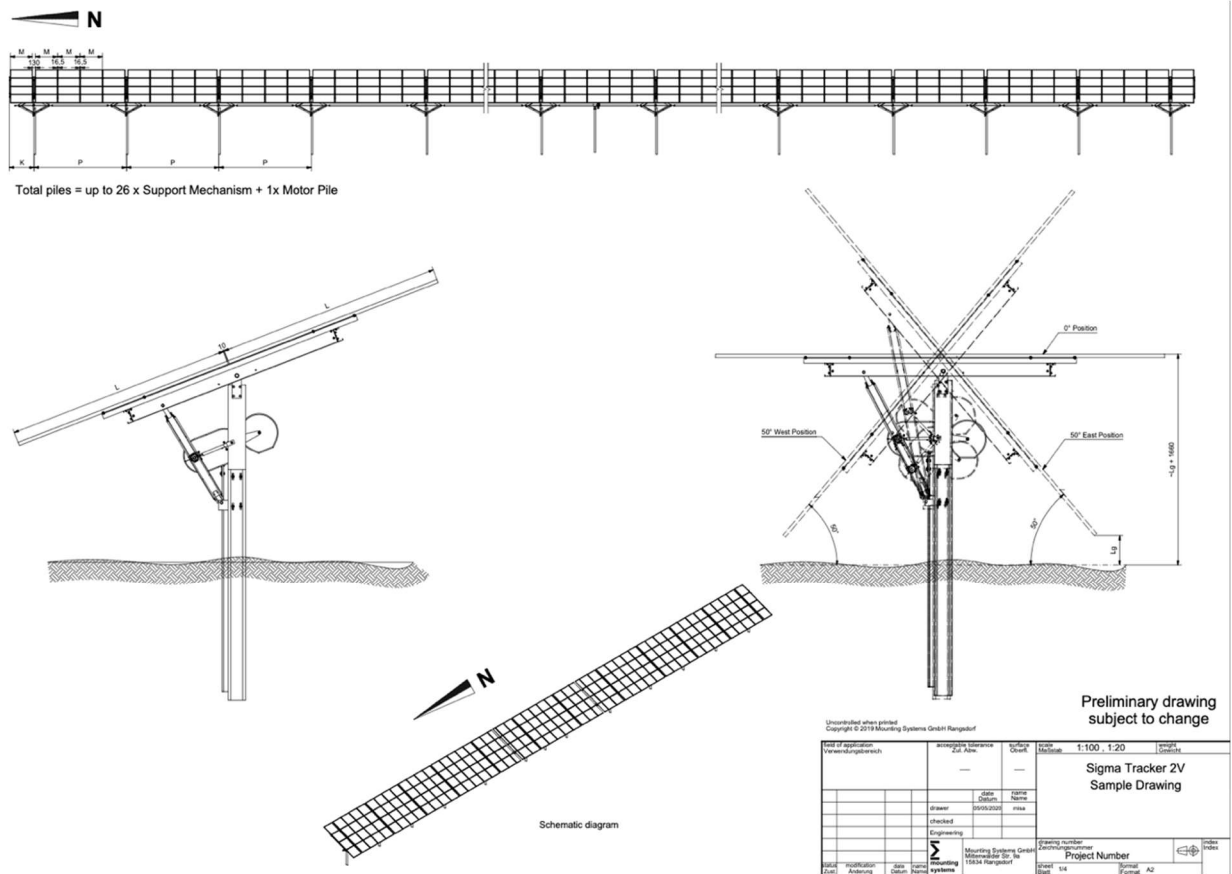 N
M M M M
130 16,5 16,5
K P P P
Total piles = up to 26 x Support Mechanism + 1x Motor Pile
L
10
L
0° Position
50° West Position
50° East Position
~Lg + 1660
50°
50°
Lg
N
Schematic diagram
Preliminary drawing
subject to change
Uncontrolled when printed
Copyright © 2019 Mounting Systems GmbH Rangsdorf
field of application
Verwendungsbereich
acceptable tolerance
Zul. Abw.
surface
Oberfl.
scale
Maßstab
1:100 , 1:20
weight
Gewicht
Sigma Tracker 2V
Sample Drawing
date
Datum
name
Name
drawer
misa
checked
Engineering
status
Zust.
modification
Änderung
date
Datum
name
Name
Σ
mounting
systems
Mounting Systems GmbH
Mittenwalder Str. 9a
15834 Rangsdorf
drawing number
Zeichnungsnummer
Project Number
index
Index
sheet
Blatt
1/4
format
Format
A2